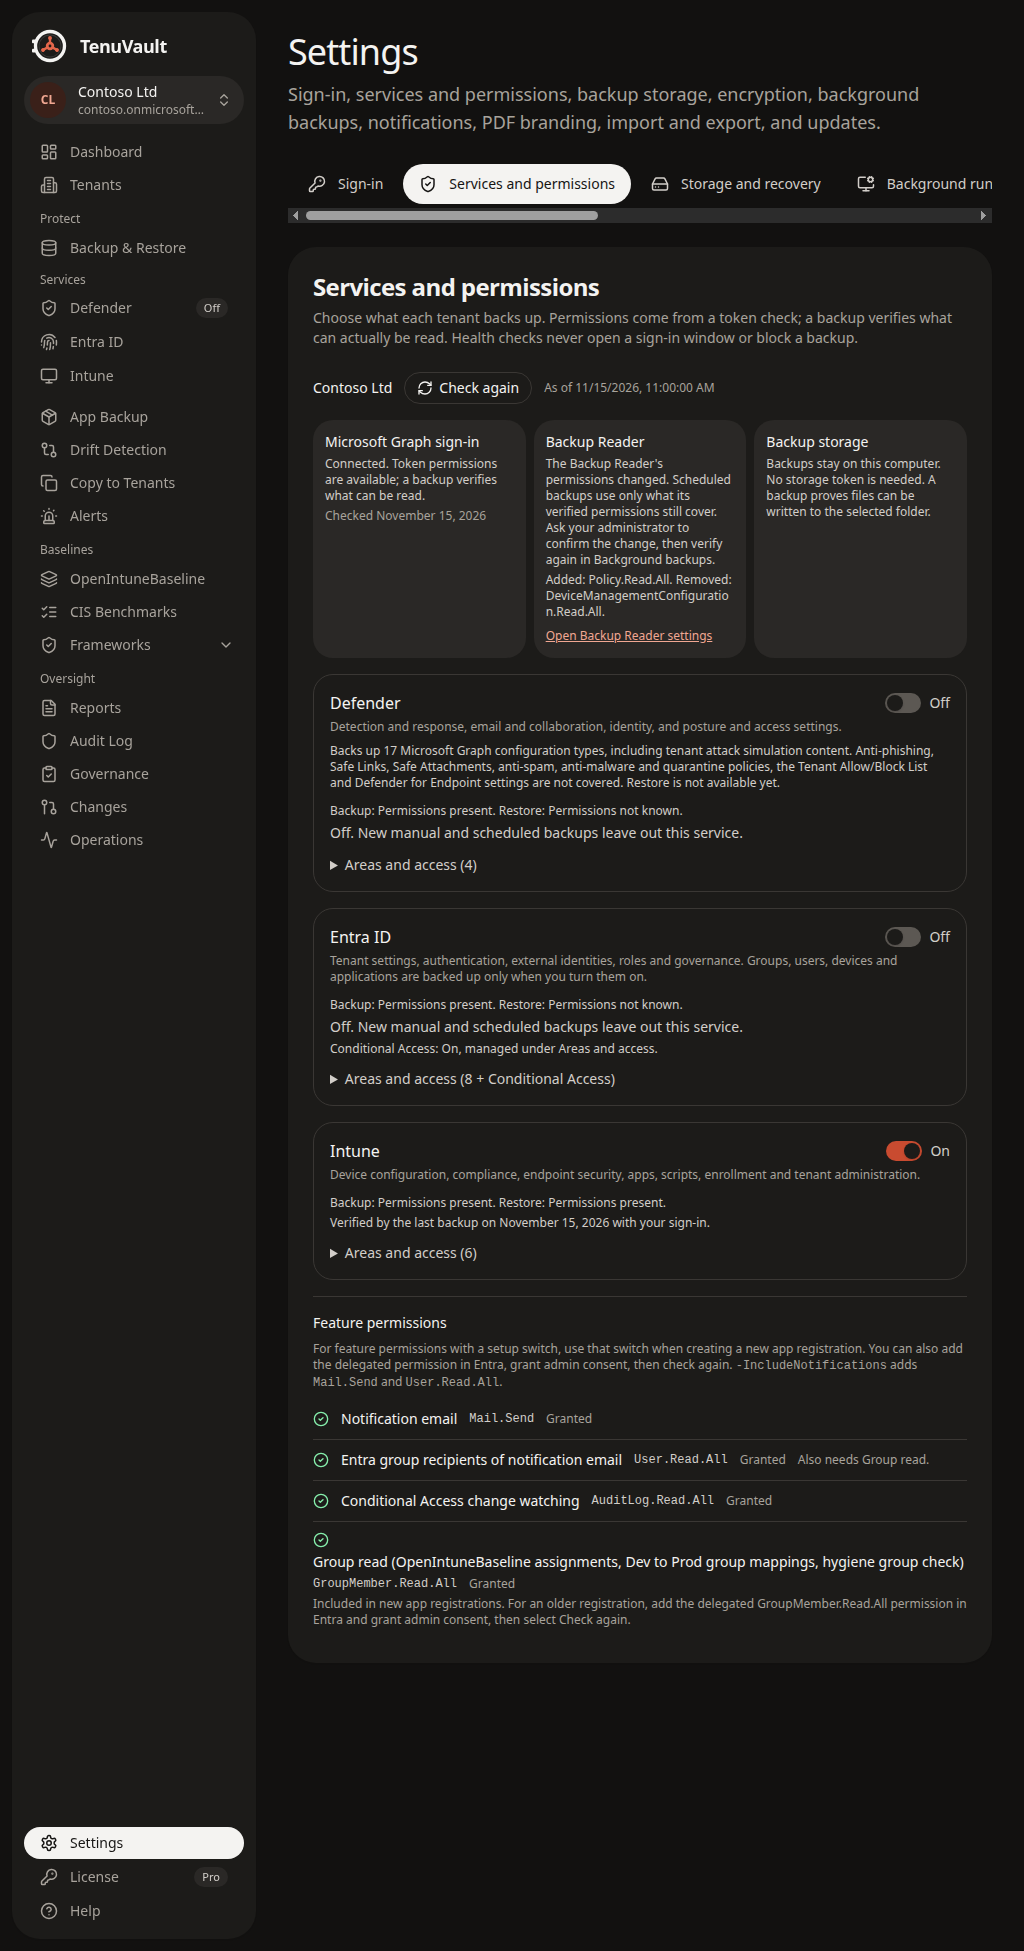 TenuVault
CL
Contoso Ltd
contoso.onmicrosoft...
Dashboard
Tenants
Protect
Backup & Restore
Services
Defender
Off
Entra ID
Intune
App Backup
Drift Detection
Copy to Tenants
Alerts
Baselines
OpenIntuneBaseline
CIS Benchmarks
Frameworks
Oversight
Reports
Audit Log
Governance
Changes
Operations
Settings
License
Pro
Help
Settings
Sign-in, services and permissions, backup storage, encryption, background
backups, notifications, PDF branding, import and export, and updates.
Sign-in
Services and permissions
Storage and recovery
Background run
Services and permissions
Choose what each tenant backs up. Permissions come from a token check; a backup verifies what
can actually be read. Health checks never open a sign-in window or block a backup.
Contoso Ltd
Check again
As of 11/15/2026, 11:00:00 AM
Microsoft Graph sign-in
Connected. Token permissions
are available; a backup verifies
what can be read.
Checked November 15, 2026
Backup Reader
The Backup Reader's
permissions changed. Scheduled
backups use only what its
verified permissions still cover.
Ask your administrator to
confirm the change, then verify
again in Background backups.
Added: Policy.Read.All. Removed:
DeviceManagementConfiguratio
n.Read.All.
Open Backup Reader settings
Backup storage
Backups stay on this computer.
No storage token is needed. A
backup proves files can be
written to the selected folder.
Defender
Off
Detection and response, email and collaboration, identity, and posture and access settings.
Backs up 17 Microsoft Graph configuration types, including tenant attack simulation content. Anti-phishing,
Safe Links, Safe Attachments, anti-spam, anti-malware and quarantine policies, the Tenant Allow/Block List
and Defender for Endpoint settings are not covered. Restore is not available yet.
Backup: Permissions present. Restore: Permissions not known.
Off. New manual and scheduled backups leave out this service.
Areas and access (4)
Entra ID
Off
Tenant settings, authentication, external identities, roles and governance. Groups, users, devices and
applications are backed up only when you turn them on.
Backup: Permissions present. Restore: Permissions not known.
Off. New manual and scheduled backups leave out this service.
Conditional Access: On, managed under Areas and access.
Areas and access (8 + Conditional Access)
Intune
On
Device configuration, compliance, endpoint security, apps, scripts, enrollment and tenant administration.
Backup: Permissions present. Restore: Permissions present.
Verified by the last backup on November 15, 2026 with your sign-in.
Areas and access (6)
Feature permissions
For feature permissions with a setup switch, use that switch when creating a new app registration. You can also add
the delegated permission in Entra, grant admin consent, then check again. -IncludeNotifications adds
Mail.Send and User.Read.All.
Notification email Mail.Send Granted
Entra group recipients of notification email User.Read.All Granted Also needs Group read.
Conditional Access change watching AuditLog.Read.All Granted
Group read (OpenIntuneBaseline assignments, Dev to Prod group mappings, hygiene group check)
GroupMember.Read.All Granted
Included in new app registrations. For an older registration, add the delegated GroupMember.Read.All permission in
Entra and grant admin consent, then select Check again.